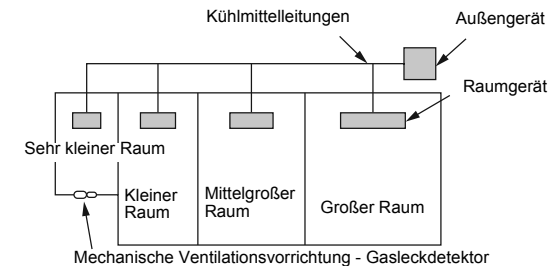 Kühlmittelleitungen
Außengerät
Raumgerät
Sehr kleiner Raum
Kleiner
Raum
Mittelgroßer
Raum
Großer Raum
Mechanische Ventilationsvorrichtung - Gasleckdetektor